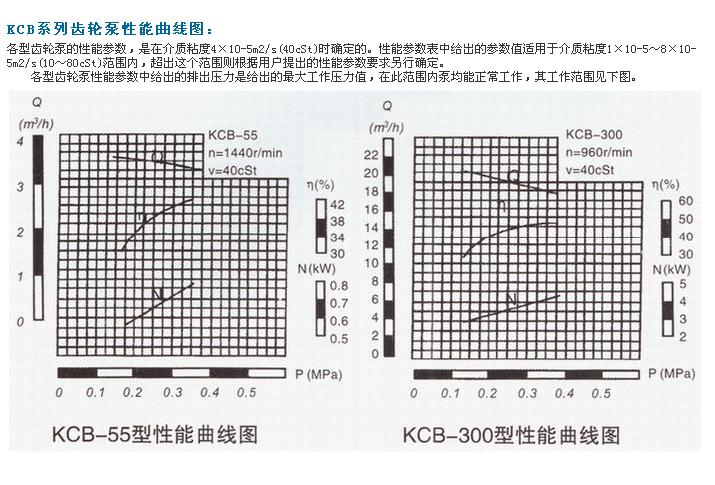 KCB系列齿轮泵性能曲线图：
各型齿轮泵的性能参数，是在介质粘度4×10-5m2/s(40cSt)时确定的。性能参数表中给出的参数值适用于介质粘度1×10-5～8×10-
5m2/s(10～80cSt)范围内，超出这个范围则根据用户提出的性能参数要求另行确定。
各型齿轮泵性能参数中给出的排出压力是给出的最大工作压力值，在此范围内泵均能正常工作，其工作范围见下图。
Q
(m³/h)
4
3
2
1
0
KCB-55
n=1440r/min
v=40cSt
Q
η
N
η(%)
42
38
34
30
N(kW)
0.8
0.7
0.6
0.5
P (MPa)
0 0.1 0.2 0.3 0.4 0.5
KCB-55型性能曲线图
Q
(m³/h)
22
20
18
16
14
12
10
8
6
4
2
0
KCB-300
n=960r/min
v=40cSt
Q
η
N
η(%)
60
50
40
30
N(kW)
5
4
3
2
P (MPa)
0 0.1 0.2 0.3 0.4 0.5
KCB-300型性能曲线图